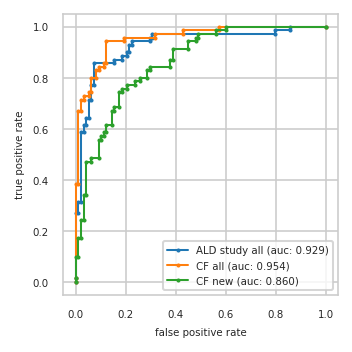 1.0
0.8
0.6
0.4
0.2
0.0
true positive rate
ALD study all (auc: 0.929)
CF all (auc: 0.954)
CF new (auc: 0.860)
0.0 0.2 0.4 0.6 0.8 1.0
false positive rate